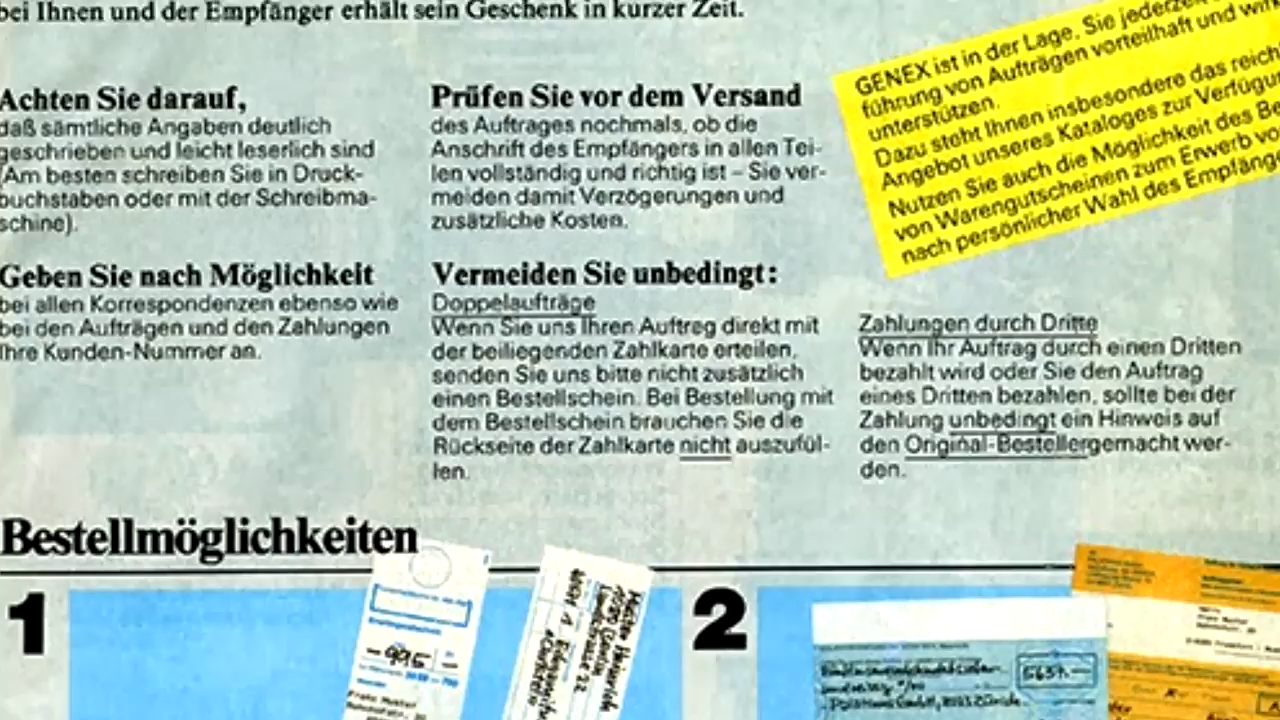 bei Ihnen und der Empfänger erhält sein Geschenk in kurzer Zeit.
Achten Sie darauf,
daß sämtliche Angaben deutlich
geschrieben und leicht leserlich sind
(Am besten schreiben Sie in Druck-
buchstaben oder mit der Schreibma-
schine).
Geben Sie nach Möglichkeit
bei allen Korrespondenzen ebenso wie
bei den Aufträgen und den Zahlungen
Ihre Kunden-Nummer an.
Prüfen Sie vor dem Versand
des Auftrages nochmals, ob die
Anschrift des Empfängers in allen Tei-
len vollständig und richtig ist – Sie ver-
meiden damit Verzögerungen und
zusätzliche Kosten.
Vermeiden Sie unbedingt:
Doppelaufträge
Wenn Sie uns Ihren Auftrag direkt mit
der beiliegenden Zahlkarte erteilen,
senden Sie uns bitte nicht zusätzlich
einen Bestellschein. Bei Bestellung mit
dem Bestellschein brauchen Sie die
Rückseite der Zahlkarte nicht auszufül-
len.
GENEX ist in der Lage, Sie jederzeit
führung von Aufträgen vorteilhaft und
unterstützen.
Dazu steht Ihnen insbesondere das reich
Angebot unseres Kataloges zur Verfügu
Nutzen Sie auch die Möglichkeit des Be
von Warengutscheinen zum Erwerb vo
nach persönlicher Wahl des Empfänge
Zahlungen durch Dritte
Wenn Ihr Auftrag durch einen Dritten
bezahlt wird oder Sie den Auftrag
eines Dritten bezahlen, sollte bei der
Zahlung unbedingt ein Hinweis auf
den Original-Bestellergemacht wer-
den.
Bestellmöglichkeiten
1
-995-
Franz Muster
2
563.-